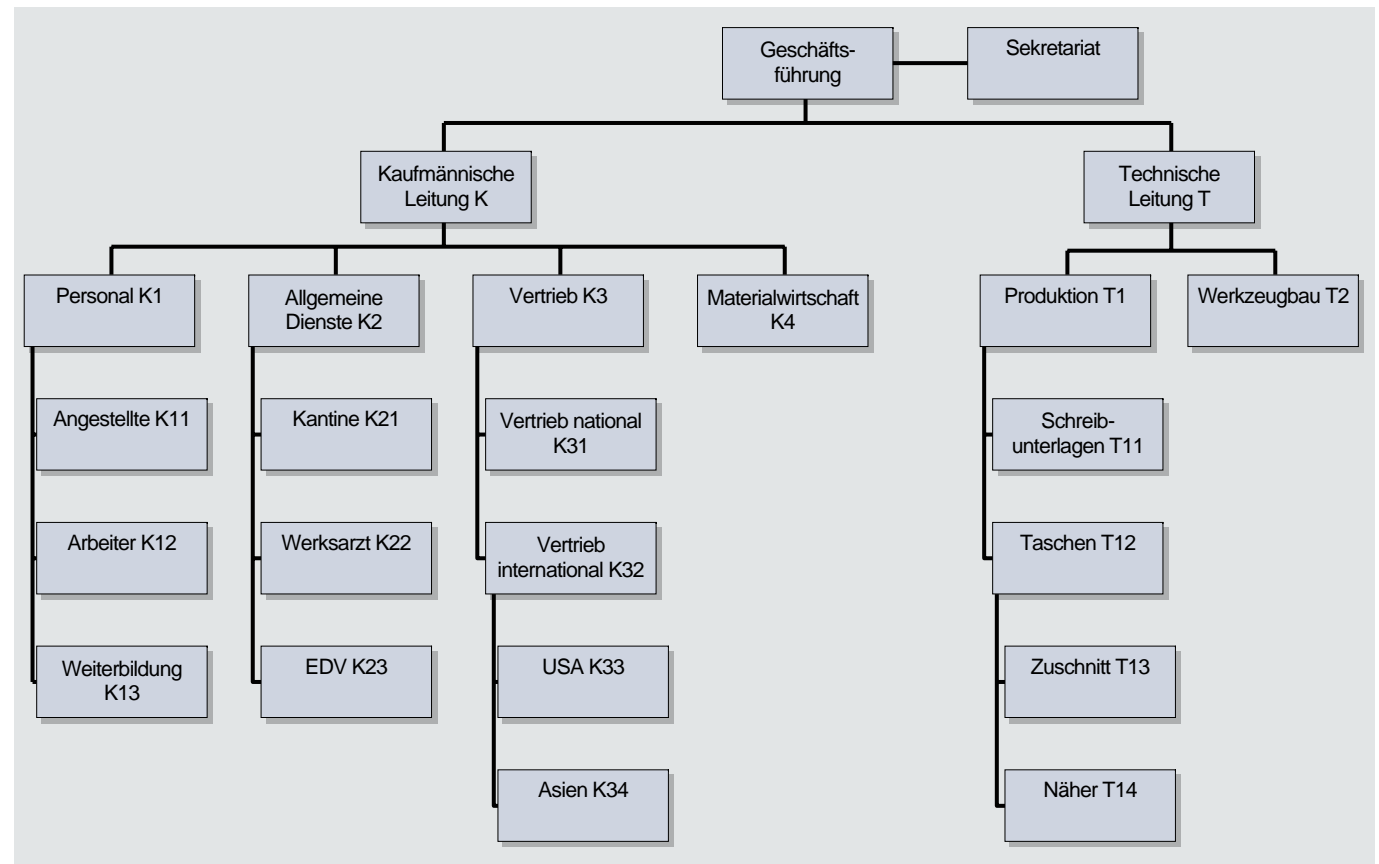 Geschäfts-
führung
Sekretariat
Kaufmännische
Leitung K
Technische
Leitung T
Personal K1
Allgemeine
Dienste K2
Vertrieb K3
Materialwirtschaft
K4
Produktion T1
Werkzeugbau T2
Angestellte K11
Kantine K21
Vertrieb national
K31
Schreib-
unterlagen T11
Arbeiter K12
Werksarzt K22
Vertrieb
international K32
Taschen T12
Weiterbildung
K13
EDV K23
USA K33
Zuschnitt T13
Asien K34
Näher T14